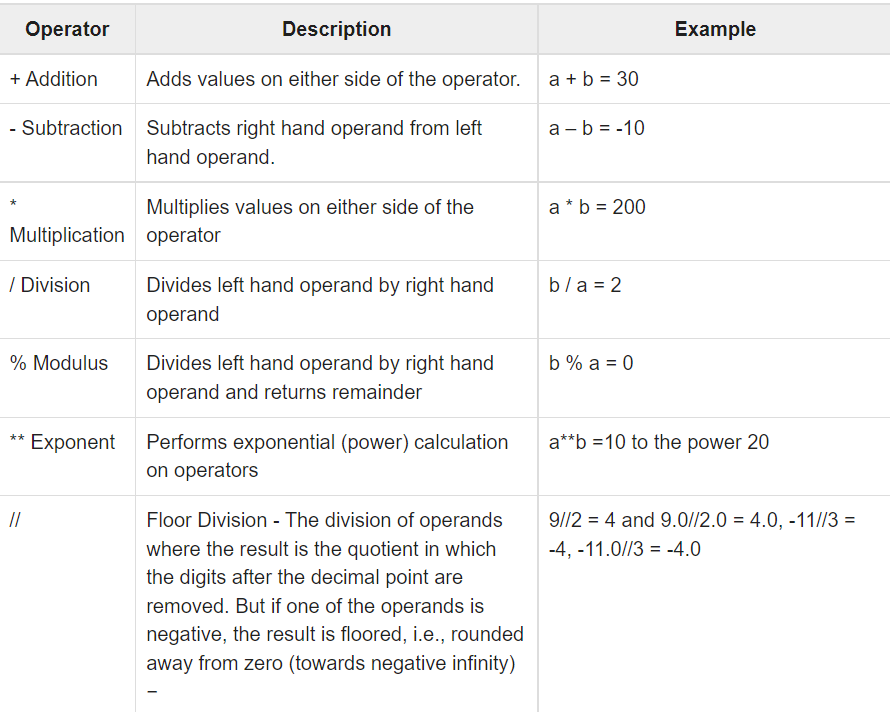 Operator Description Example
+ Addition Adds values on either side of the operator. a + b = 30
- Subtraction Subtracts right hand operand from left a – b = -10
hand operand.
* Multiplies values on either side of the a * b = 200
Multiplication operator
/ Division Divides left hand operand by right hand b / a = 2
operand
% Modulus Divides left hand operand by right hand b % a = 0
operand and returns remainder
** Exponent Performs exponential (power) calculation a**b =10 to the power 20
on operators
// Floor Division - The division of operands 9//2 = 4 and 9.0//2.0 = 4.0, -11//3 =
where the result is the quotient in which -4, -11.0//3 = -4.0
the digits after the decimal point are
removed. But if one of the operands is
negative, the result is floored, i.e., rounded
away from zero (towards negative infinity)
–